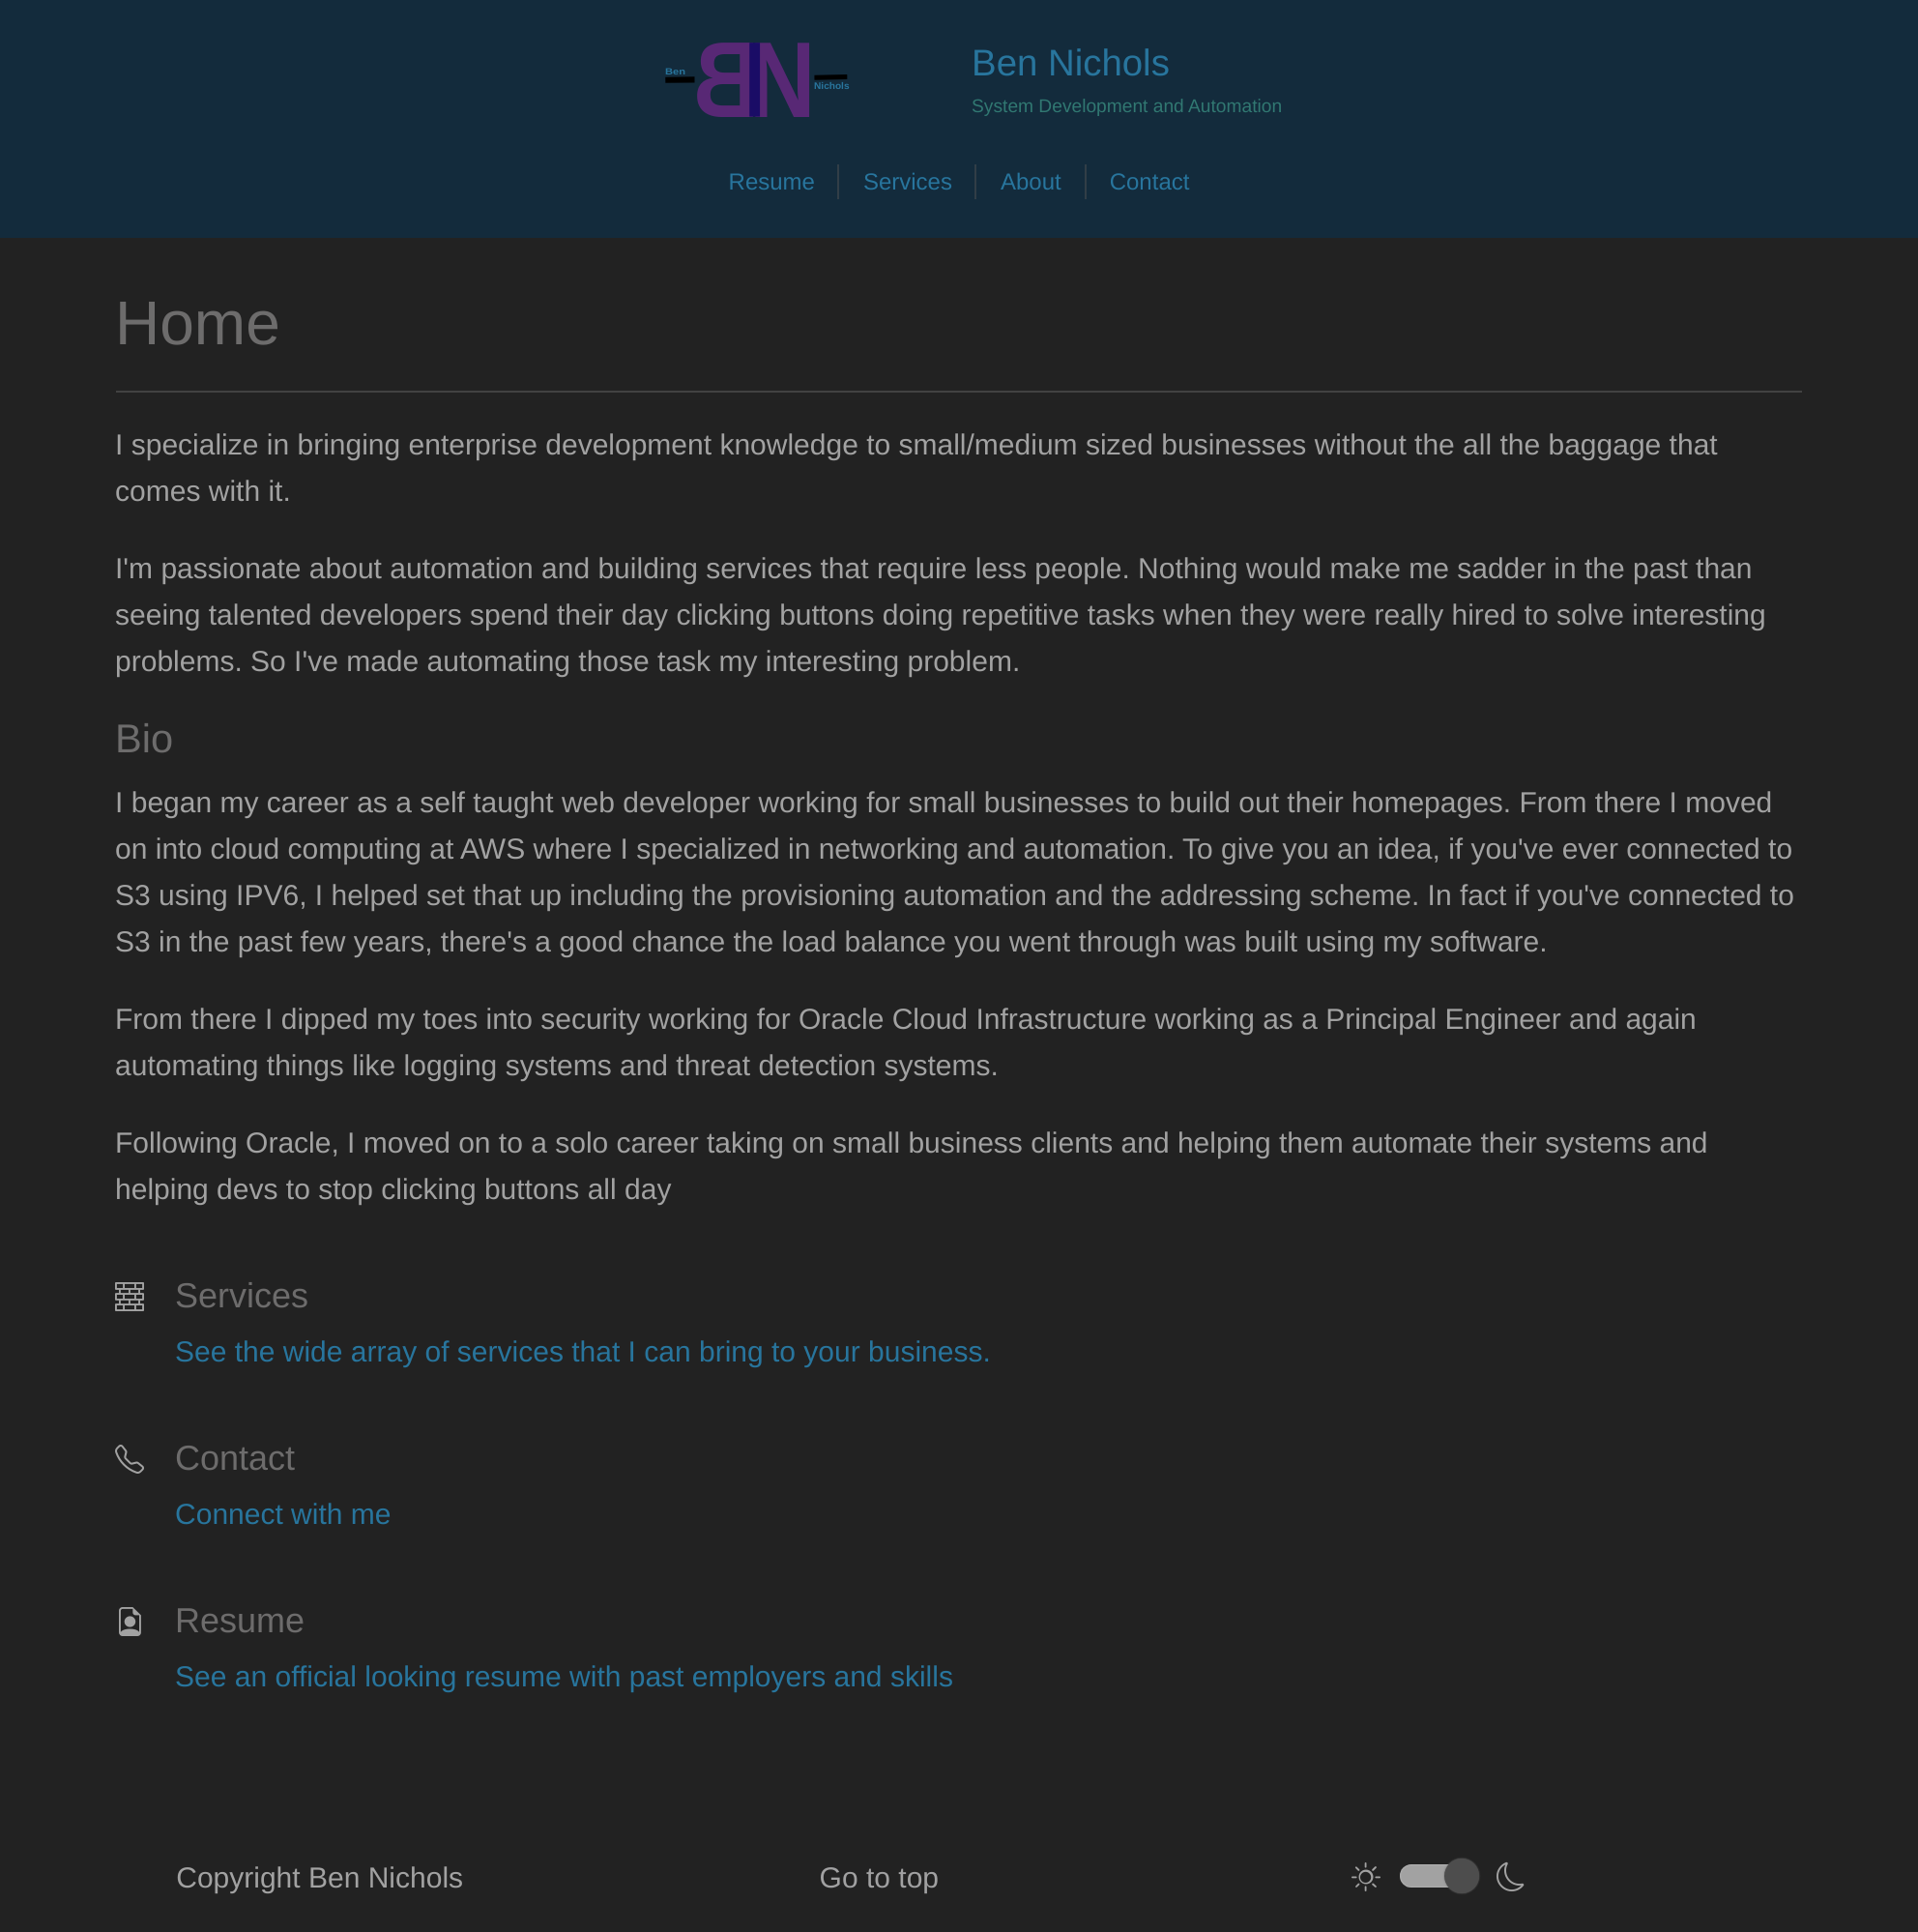 Ben
BN
Nichols
Ben Nichols
System Development and Automation
Resume
Services
About
Contact
Home
I specialize in bringing enterprise development knowledge to small/medium sized businesses without the all the baggage that
comes with it.
I'm passionate about automation and building services that require less people. Nothing would make me sadder in the past than
seeing talented developers spend their day clicking buttons doing repetitive tasks when they were really hired to solve interesting
problems. So I've made automating those task my interesting problem.
Bio
I began my career as a self taught web developer working for small businesses to build out their homepages. From there I moved
on into cloud computing at AWS where I specialized in networking and automation. To give you an idea, if you've ever connected to
S3 using IPV6, I helped set that up including the provisioning automation and the addressing scheme. In fact if you've connected to
S3 in the past few years, there's a good chance the load balance you went through was built using my software.
From there I dipped my toes into security working for Oracle Cloud Infrastructure working as a Principal Engineer and again
automating things like logging systems and threat detection systems.
Following Oracle, I moved on to a solo career taking on small business clients and helping them automate their systems and
helping devs to stop clicking buttons all day
Services
See the wide array of services that I can bring to your business.
Contact
Connect with me
Resume
See an official looking resume with past employers and skills
Copyright Ben Nichols
Go to top